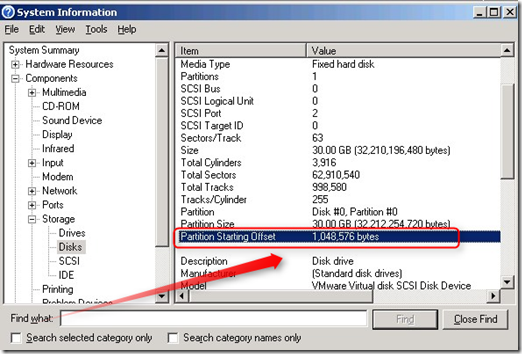 System Information
File Edit View Tools Help
System Summary
Hardware Resources
Components
Multimedia
CD-ROM
Sound Device
Display
Infrared
Input
Modem
Network
Ports
Storage
Drives
Disks
SCSI
IDE
Printing
Problem Devices
Item Value
Media Type Fixed hard disk
Partitions 1
SCSI Bus 0
SCSI Logical Unit 0
SCSI Port 2
SCSI Target ID 0
Sectors/Track 63
Size 30.00 GB (32,210,196,480 bytes)
Total Cylinders 3,916
Total Sectors 62,910,540
Total Tracks 998,580
Tracks/Cylinder 255
Partition Disk #0, Partition #0
Partition Size 30.00 GB (32,212,254,720 bytes)
Partition Starting Offset 1,048,576 bytes
Description Disk drive
Manufacturer (Standard disk drives)
Model VMware Virtual disk SCSI Disk Device
Find what: Find Close Find
Search selected category only Search category names only